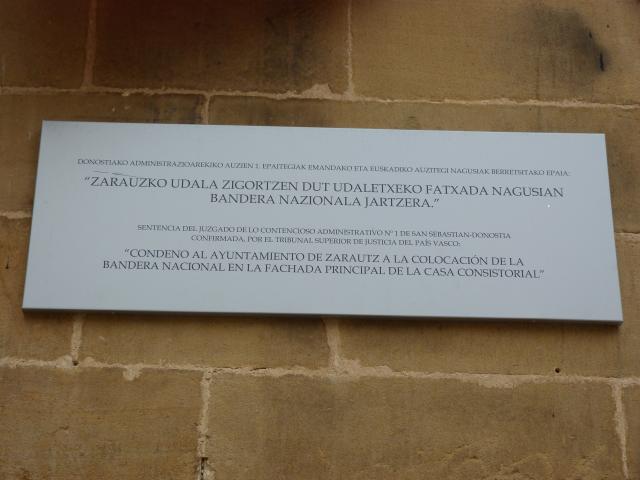 DONOSTIAKO ADMINISTRAZIOAREKIKO AUZIEN 1. EPAITEGIAK EMANDAKO ETA EUSKADIKO AUZITEGI NAGUSIAK BERRETSITAKO EPAIA:
"ZARAUZKO UDALA ZIGORTZEN DUT UDALETXEKO FATXADA NAGUSIAN
BANDERA NAZIONALA JARTZERA."
SENTENCIA DEL JUZGADO DE LO CONTENCIOSO ADMINISTRATIVO Nº 1 DE SAN SEBASTIAN-DONOSTIA
CONFIRMADA, POR EL TRIBUNAL SUPERIOR DE JUSTICIA DEL PAÍS VASCO:
"CONDENO AL AYUNTAMIENTO DE ZARAUTZ A LA COLOCACIÓN DE LA
BANDERA NACIONAL EN LA FACHADA PRINCIPAL DE LA CASA CONSISTORIAL"